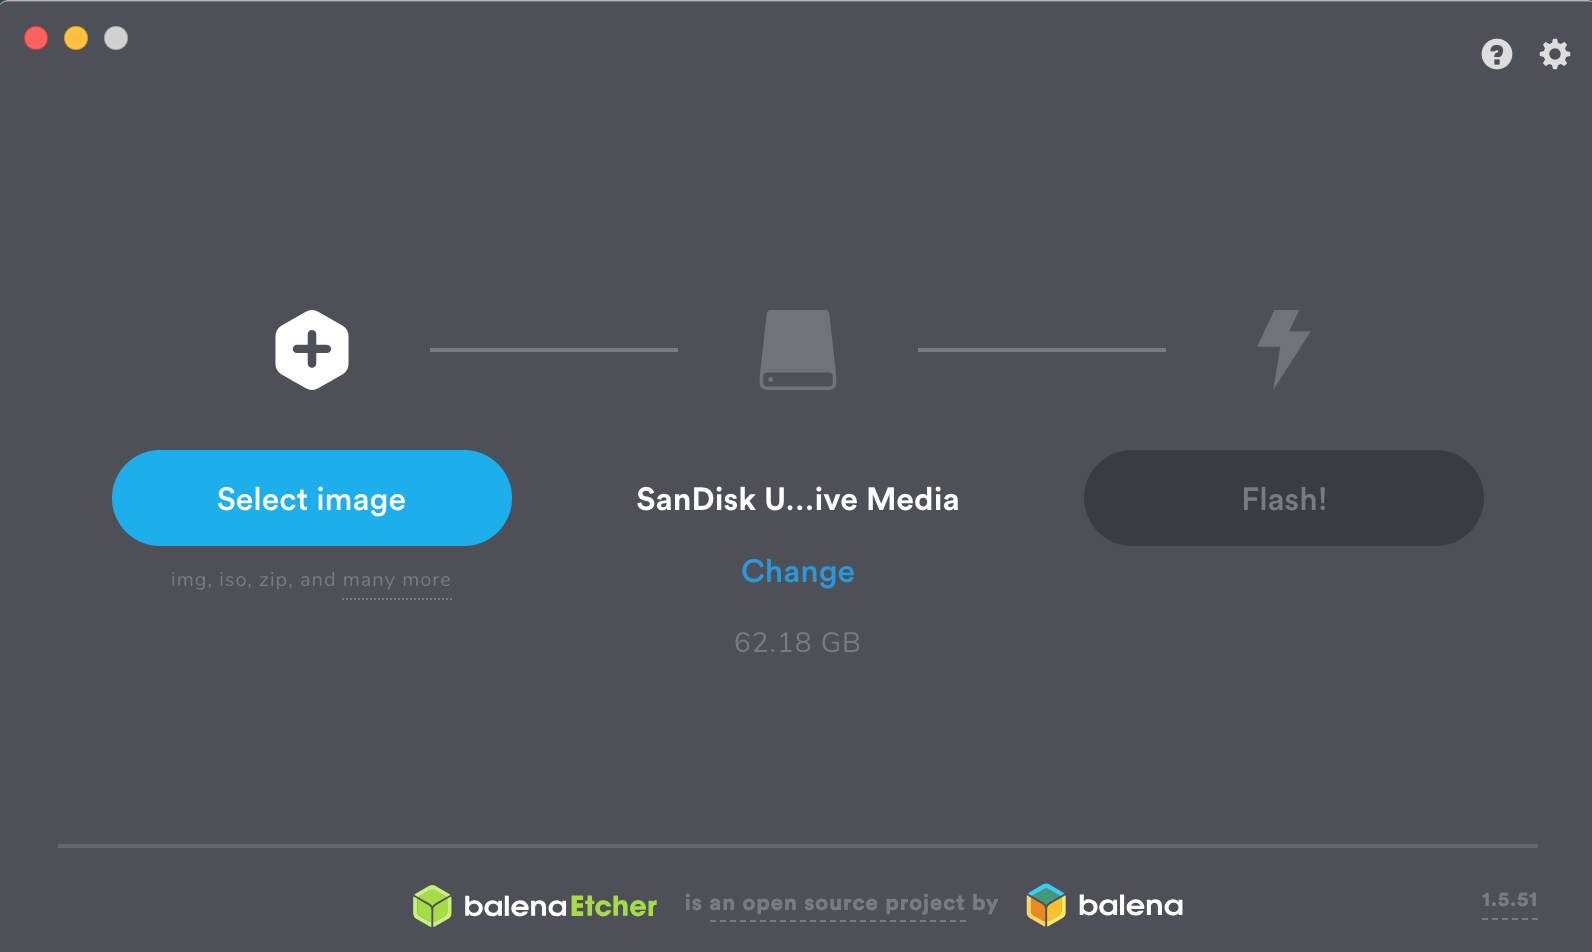 Select image
img, iso, zip, and many more
SanDisk U...ive Media
Change
62.18 GB
Flash!
balenaEtcher is an open source project by balena
1.5.51